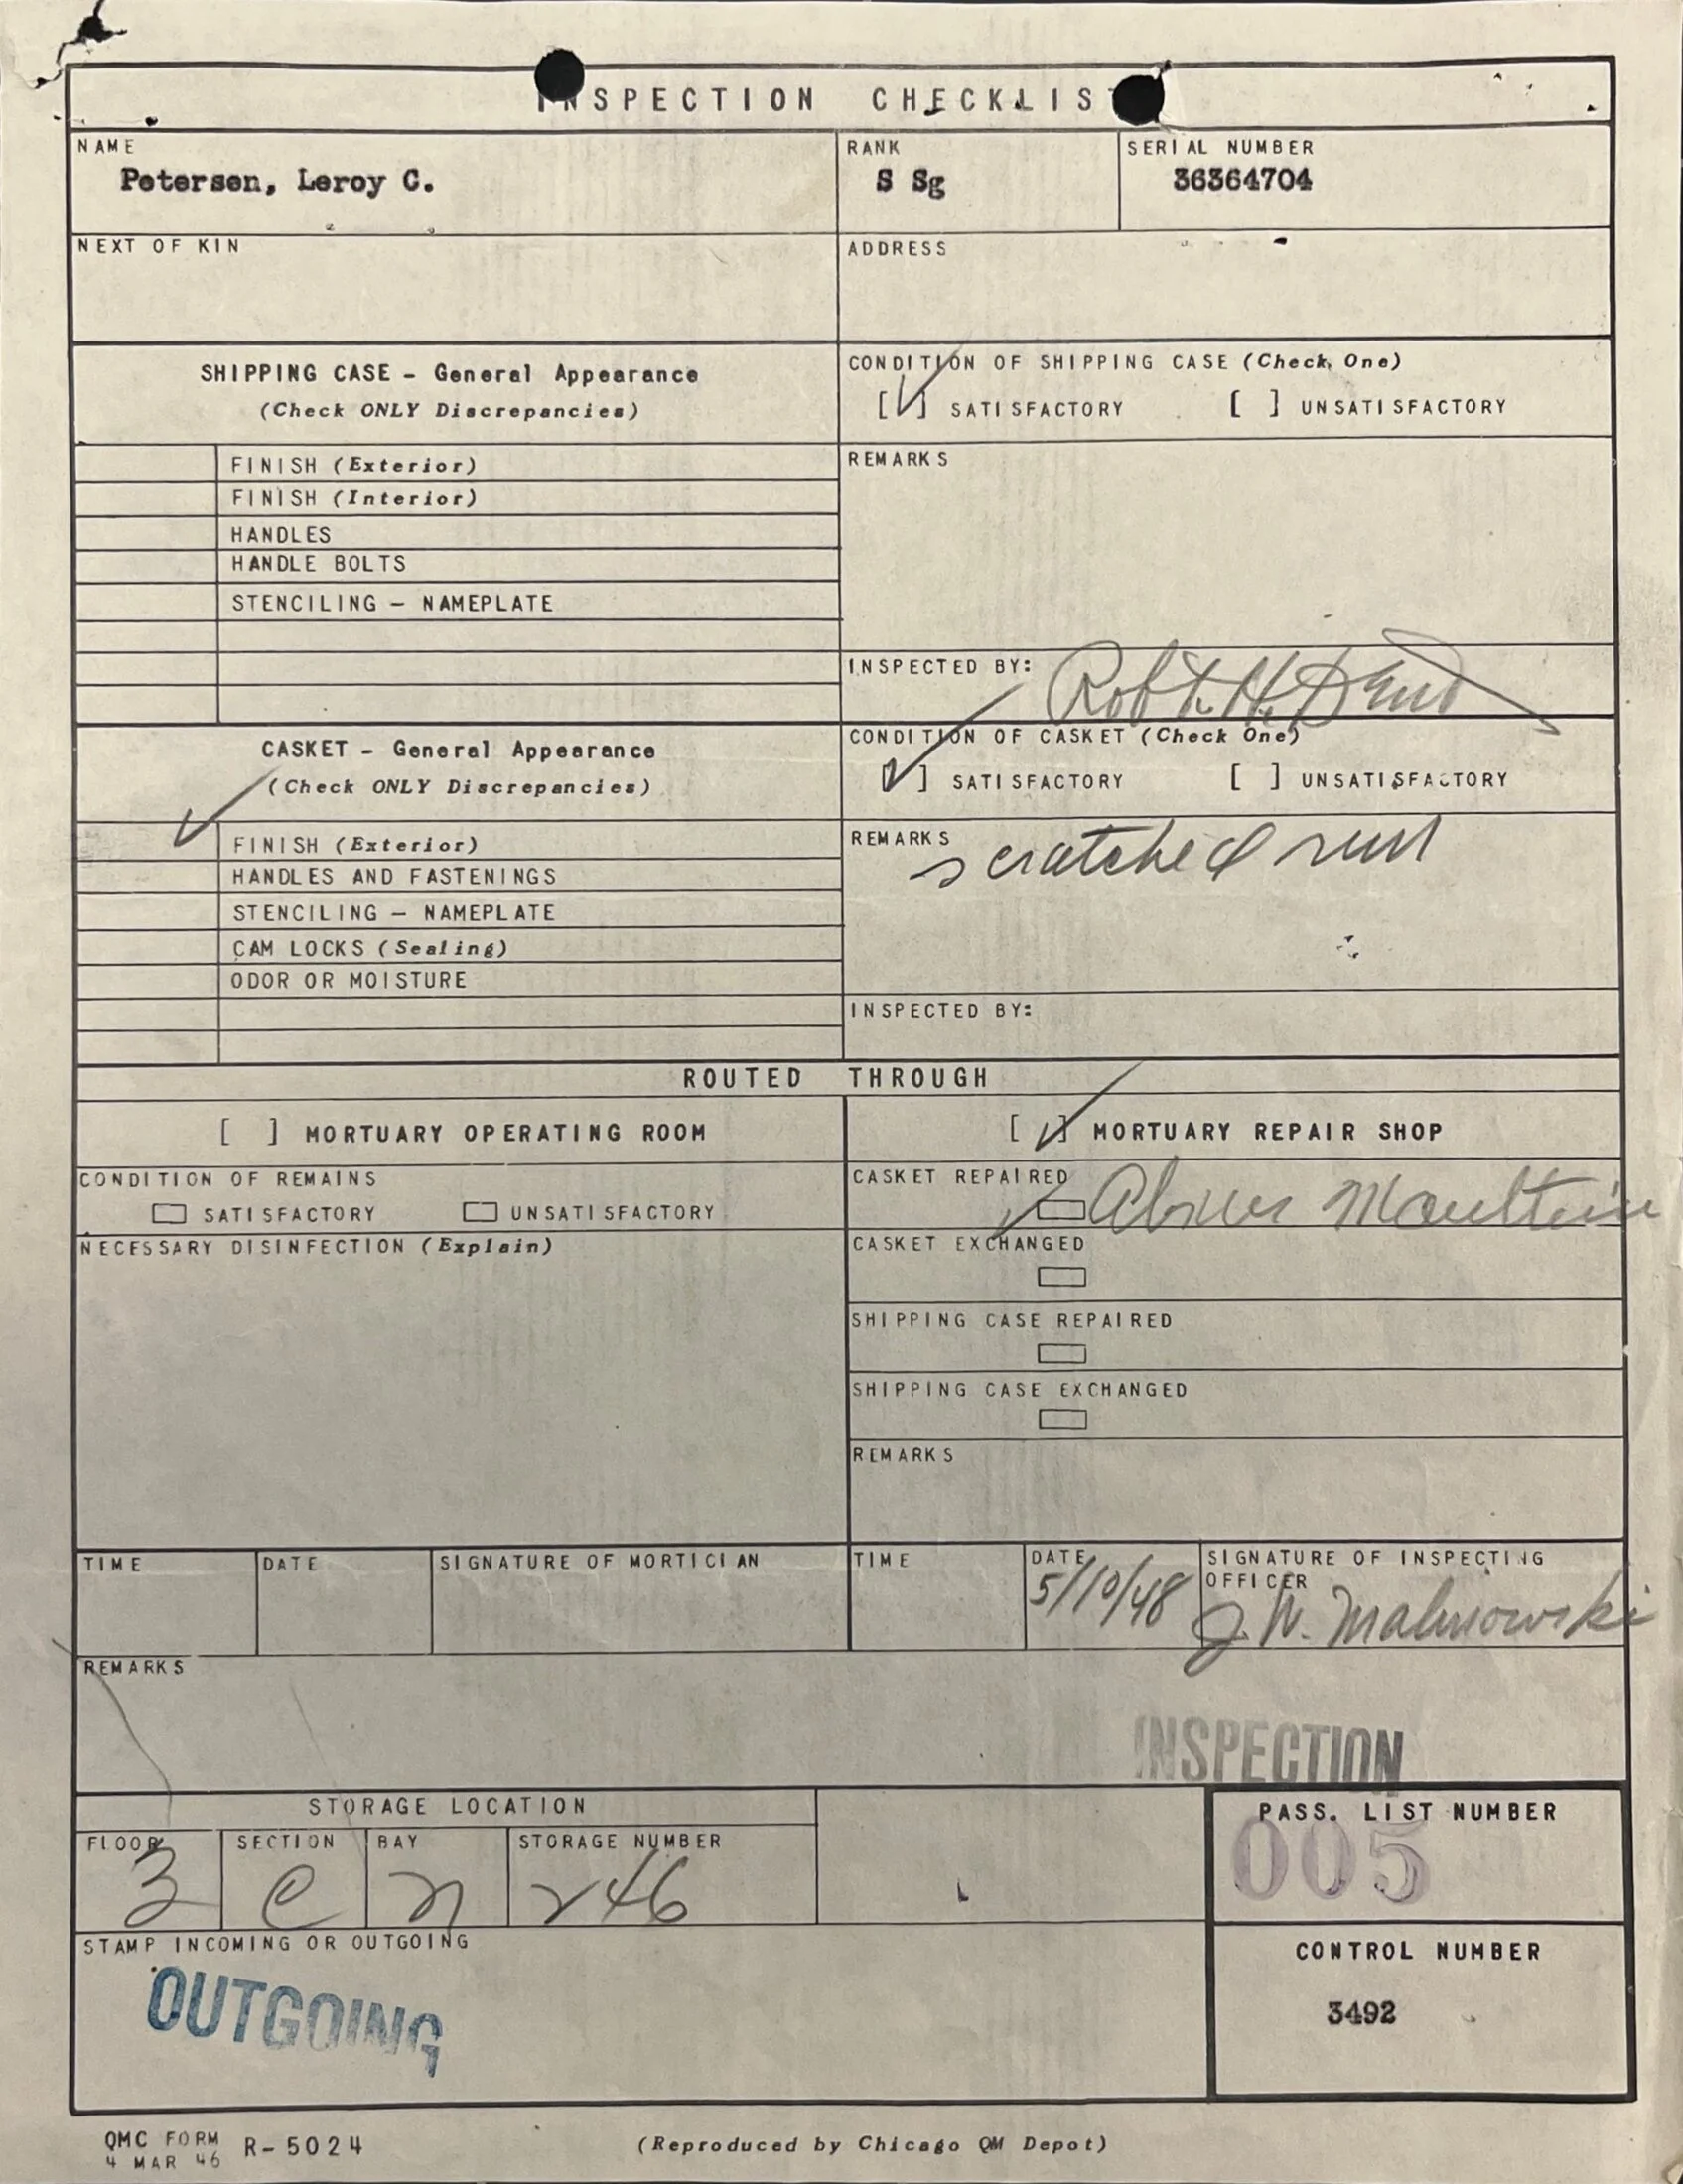 INSPECTION CHECKLIST
NAME
Petersen, Leroy C.
RANK
S Sg
SERIAL NUMBER
36364704
NEXT OF KIN
ADDRESS
SHIPPING CASE - General Appearance
(Check ONLY Discrepancies)
CONDITION OF SHIPPING CASE (Check One)
[✓] SATISFACTORY [ ] UNSATISFACTORY
FINISH (Exterior)
FINISH (Interior)
HANDLES
HANDLE BOLTS
STENCILING - NAMEPLATE
REMARKS
INSPECTED BY: Robt. H.
CASKET - General Appearance
(Check ONLY Discrepancies)
CONDITION OF CASKET (Check One)
[✓] SATISFACTORY [ ] UNSATISFACTORY
✓ FINISH (Exterior)
HANDLES AND FASTENINGS
STENCILING - NAMEPLATE
CAM LOCKS (Sealing)
ODOR OR MOISTURE
REMARKS
scratched
INSPECTED BY:
ROUTED THROUGH
[ ] MORTUARY OPERATING ROOM
[✓] MORTUARY REPAIR SHOP
CONDITION OF REMAINS
SATISFACTORY UNSATISFACTORY
NECESSARY DISINFECTION (Explain)
CASKET REPAIRED
✓
CASKET EXCHANGED
SHIPPING CASE REPAIRED
SHIPPING CASE EXCHANGED
REMARKS
TIME
DATE
SIGNATURE OF MORTICIAN
TIME
DATE
5/10/48
SIGNATURE OF INSPECTING
OFFICER
J. W. Malinowski
REMARKS
INSPECTION
STORAGE LOCATION
FLOOR
3
SECTION
C
BAY
n
STORAGE NUMBER
246
PASS. LIST NUMBER
005
STAMP INCOMING OR OUTGOING
OUTGOING
CONTROL NUMBER
3492
QMC FORM R-5024
4 MAR 46
(Reproduced by Chicago QM Depot)